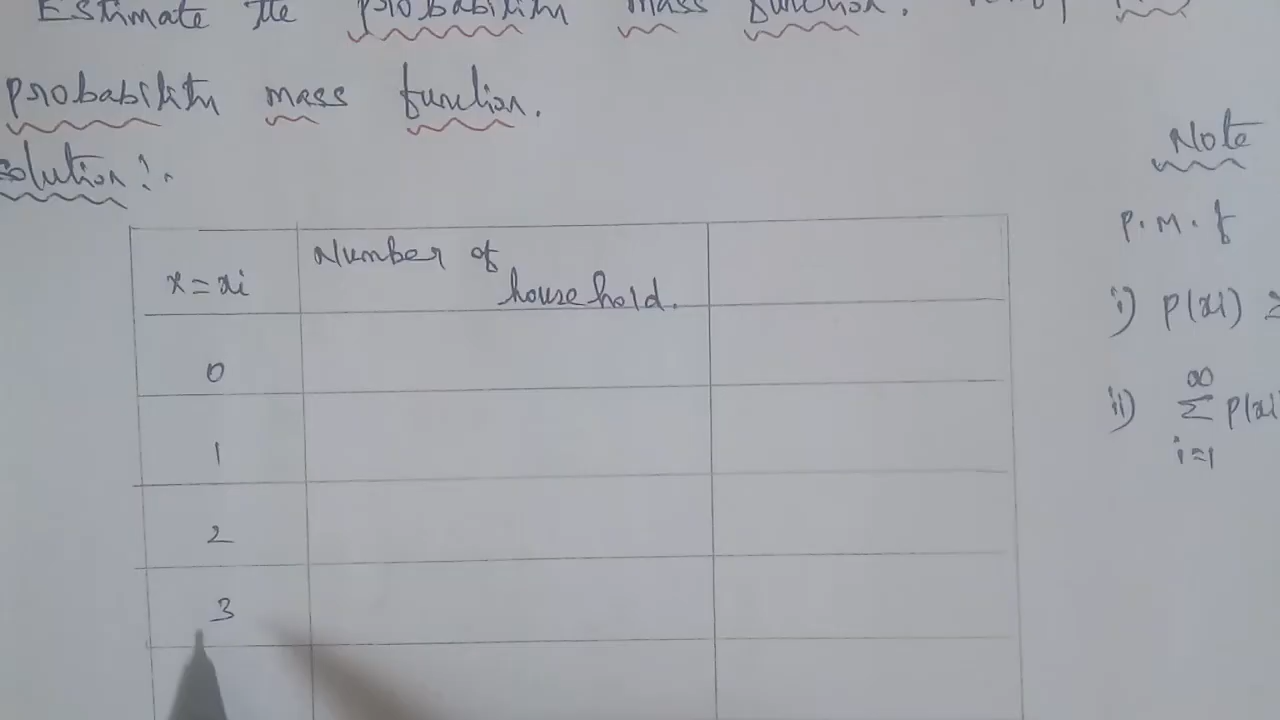 Estimate the probability mass function.
probability mass function.
Solution :-
x = xi
Number of
household.
0
1
2
3
Note
P.M.f
i) P(xi) ≥
ii) ∞
Σ P(xi)
i=1